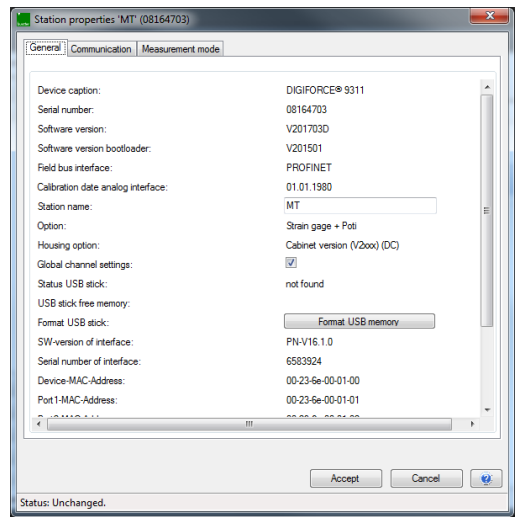 Station properties 'MT' (08164703)
General Communication Measurement mode
Device caption: DIGIFORCE® 9311
Serial number: 08164703
Software version: V201703D
Software version bootloader: V201501
Field bus interface: PROFINET
Calibration date analog interface: 01.01.1980
Station name: MT
Option: Strain gage + Poti
Housing option: Cabinet version (V2xxx) (DC)
Global channel settings:
Status USB stick: not found
USB stick free memory:
Format USB stick: Format USB memory
SW-version of interface: PN-V16.1.0
Serial number of interface: 6583924
Device-MAC-Address: 00-23-6e-00-01-00
Port1-MAC-Address: 00-23-6e-00-01-01
Accept Cancel
Status: Unchanged.